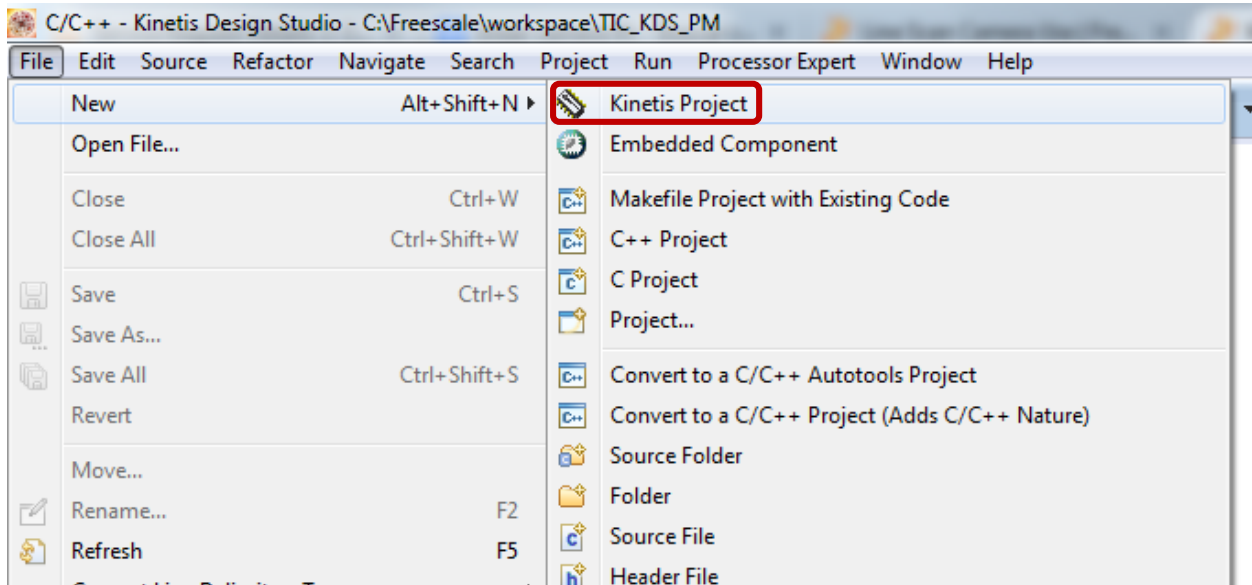 C/C++ - Kinetis Design Studio - C:\Freescale\workspace\TIC_KDS_PM
File Edit Source Refactor Navigate Search Project Run Processor Expert Window Help
New Alt+Shift+N
Open File...
Close Ctrl+W
Close All Ctrl+Shift+W
Save Ctrl+S
Save As...
Save All Ctrl+Shift+S
Revert
Move...
Rename... F2
Refresh F5
Kinetis Project
Embedded Component
Makefile Project with Existing Code
C++ Project
C Project
Project...
Convert to a C/C++ Autotools Project
Convert to a C/C++ Project (Adds C/C++ Nature)
Source Folder
Folder
Source File
Header File